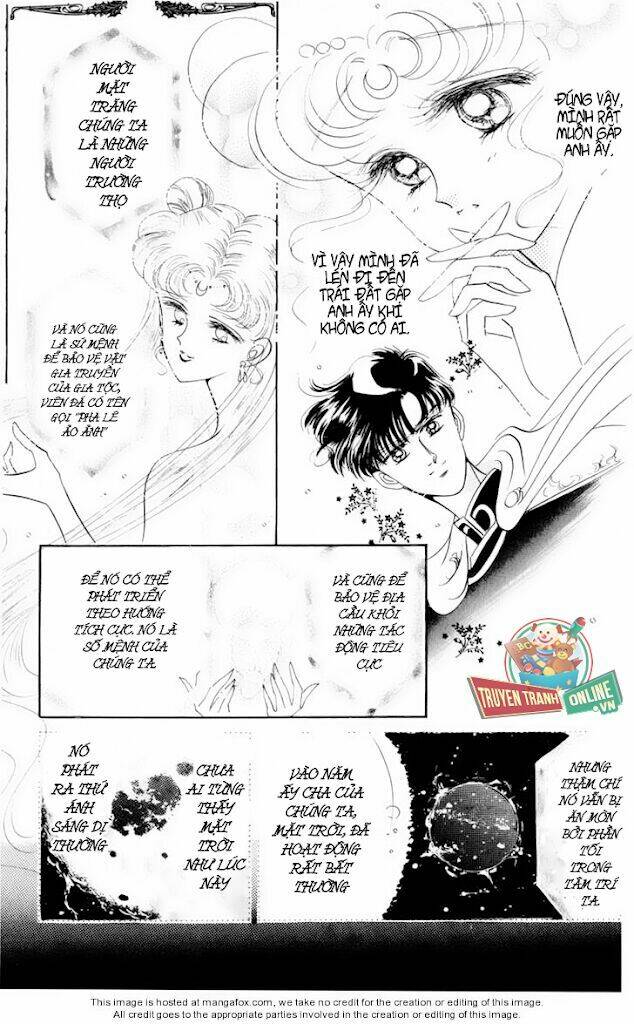 ĐÚNG VẬY,
MÌNH RẤT
MUỐN GẶP
ANH ẤY.
VÌ VẬY MÌNH ĐÃ
LÉN ĐI ĐẾN
TRÁI ĐẤT GẶP
ANH ẤY KHI
KHÔNG CÓ AI.
NGƯỜI
MẶT
TRĂNG
CHÚNG TA
LÀ NHỮNG
NGƯỜI
TRƯỜNG
THỌ
VÀ NÓ CŨNG
LÀ SỨ MỆNH
ĐỂ BẢO VỆ VẬT
GIA TRUYỀN
CỦA GIA TỘC,
VIÊN ĐÁ CÓ TÊN
GỌI "PHA LÊ
ẢO ẢNH"
VÀ CŨNG ĐỂ
BẢO VỆ ĐỊA
CẦU KHỎI
NHỮNG TÁC
ĐỘNG TIÊU
CỰC
ĐỂ NÓ CÓ THỂ
PHÁT TRIỂN
THEO HƯỚNG
TÍCH CỰC. NÓ LÀ
SỐ MỆNH CỦA
CHÚNG TA.
BG
TRUYEN TRANH
ONLINE
.VN
NHƯNG
THẬM CHÍ
NÓ VẪN BỊ
ĂN MÒN
BỞI PHẦN
TỐI
TRONG
TÂM TRÍ
TA.
VÀO NĂM
ẤY CHA CỦA
CHÚNG TA,
MẶT TRỜI, ĐÃ
HOẠT ĐỘNG
RẤT BẤT
THƯỜNG
CHƯA
AI TỪNG
THẤY
MẶT
TRỜI
NHƯ LÚC
NÀY
NÓ
PHÁT
RA THỨ
ÁNH
SÁNG DỊ
THƯỜNG
This image is hosted at mangafox.com, we take no credit for the creation or editing of this image.
All credit goes to the appropriate parties involved in the creation or editing of this image.